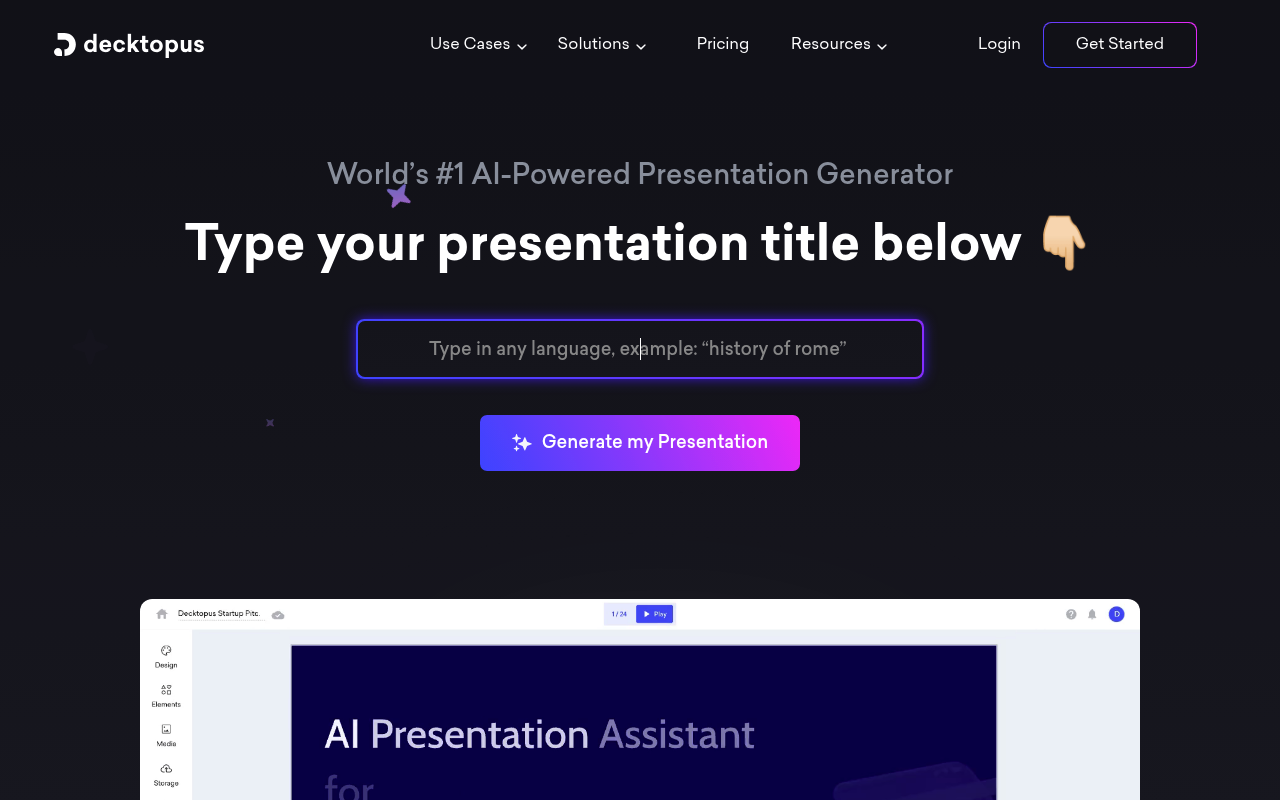 decktopus
Use Cases
Solutions
Pricing
Resources
Login
Get Started
World’s #1 AI-Powered Presentation Generator
Type your presentation title below 👇🏼
Type in any language, example: “history of rome”
Generate my Presentation
Decktopus Startup Pitc.
1 / 24
Play
D
Design
Elements
Media
Storage
AI Presentation Assistant
for